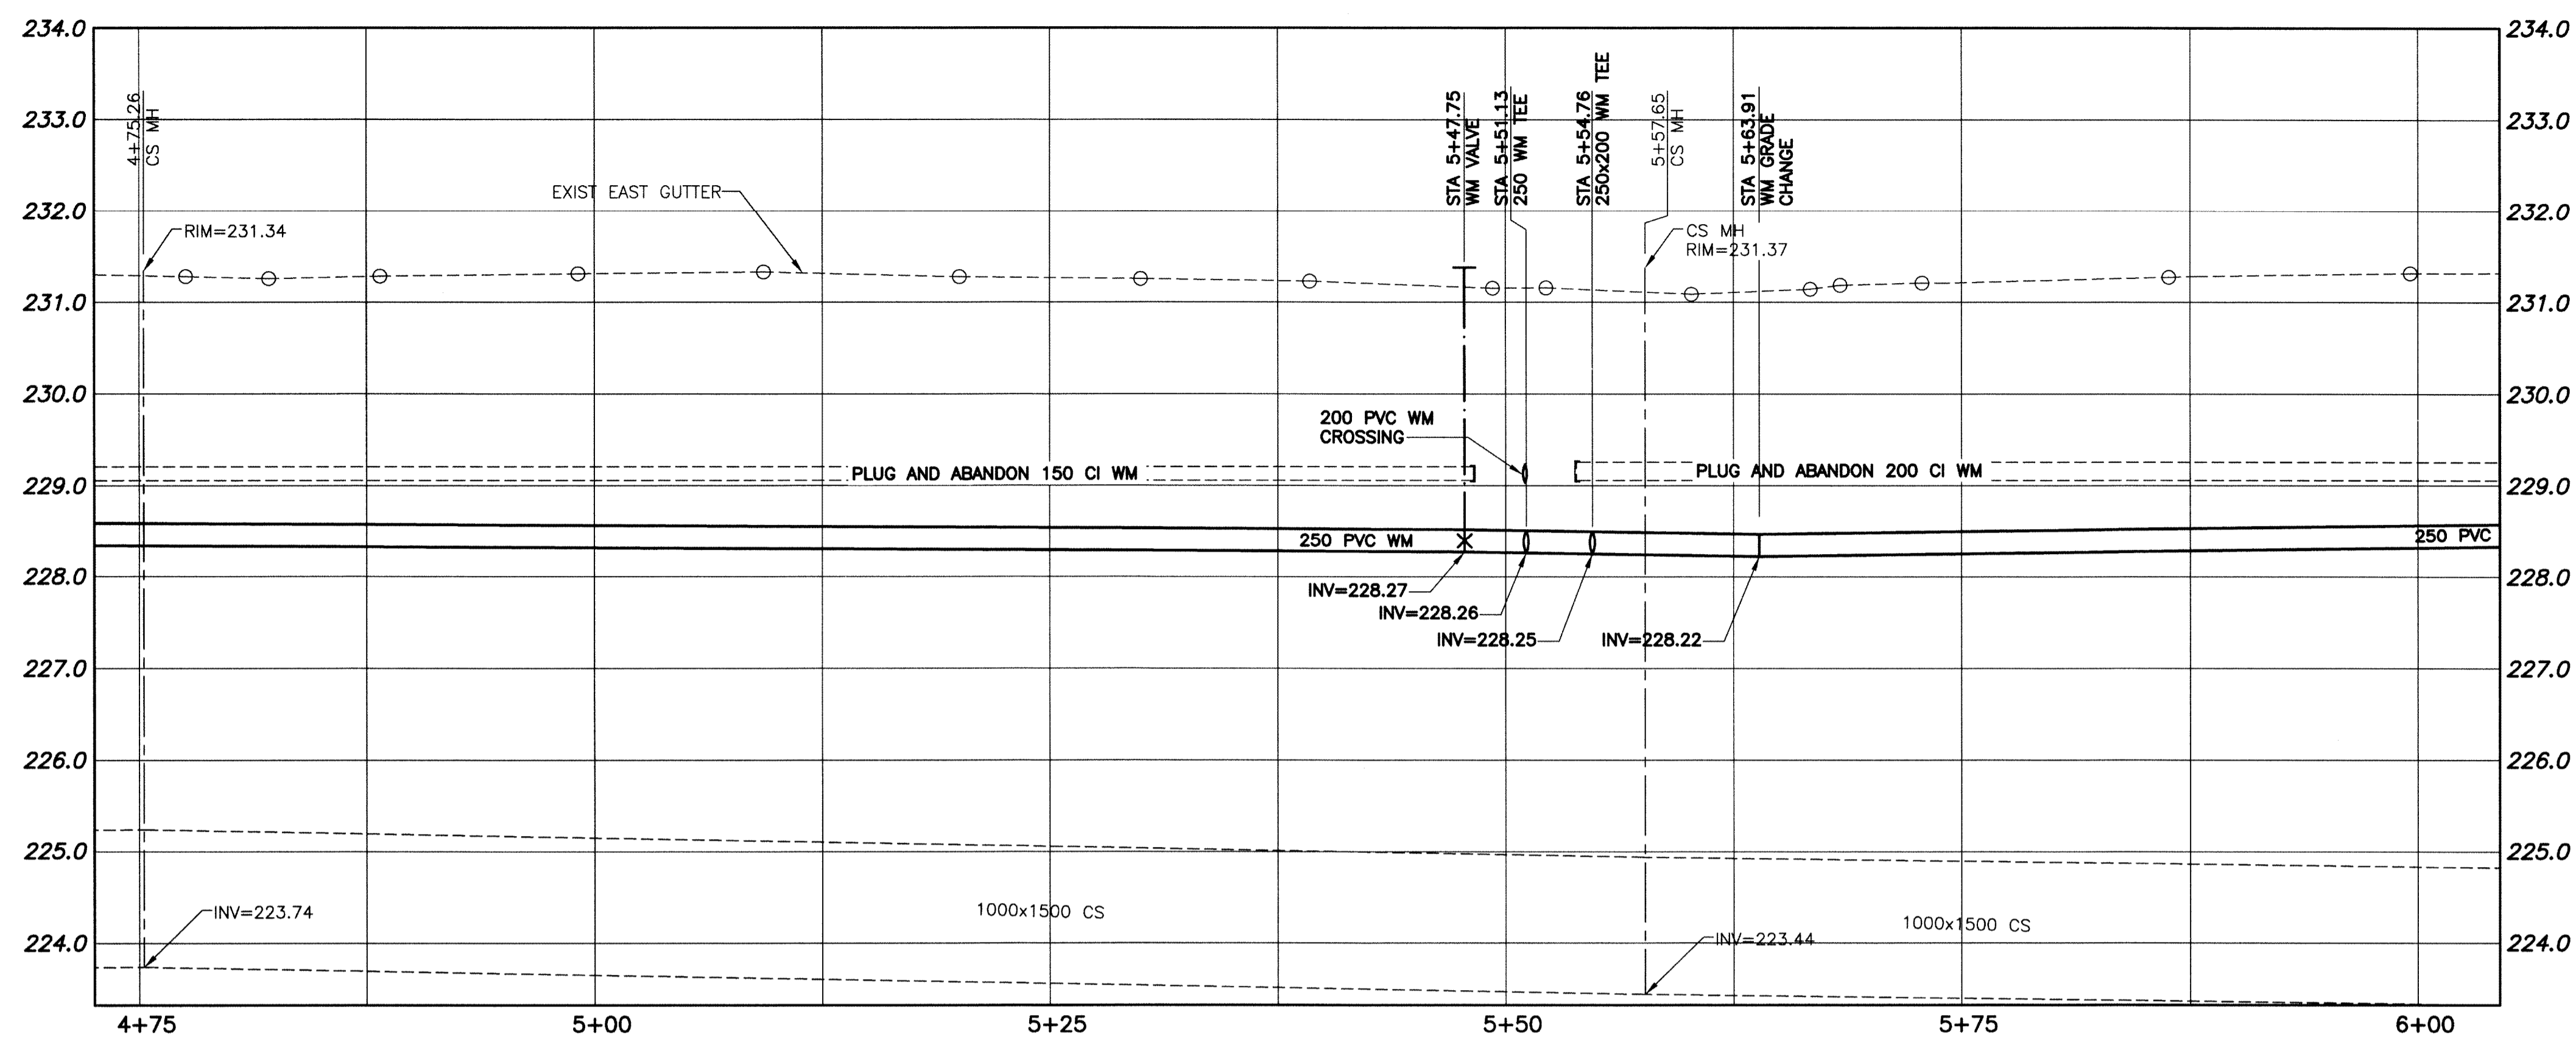 234.0
234.0
4+75.26
CS MH
STA 5+47.75
WM VALVE
STA 5+51.13
250 WM TEE
STA 5+54.76
250x200 WM TEE
5+57.65
CS MH
STA 5+63.91
WM GRADE
CHANGE
233.0
233.0
EXIST EAST GUTTER
232.0
232.0
RIM=231.34
CS MH
RIM=231.37
231.0
231.0
230.0
230.0
200 PVC WM
CROSSING
PLUG AND ABANDON 150 CI WM
PLUG AND ABANDON 200 CI WM
229.0
229.0
250 PVC WM
250 PVC
228.0
228.0
INV=228.27
INV=228.26
INV=228.25
INV=228.22
227.0
227.0
226.0
226.0
225.0
225.0
INV=223.74
1000x1500 CS
1000x1500 CS
INV=223.44
224.0
224.0
4+75
5+00
5+25
5+50
5+75
6+00